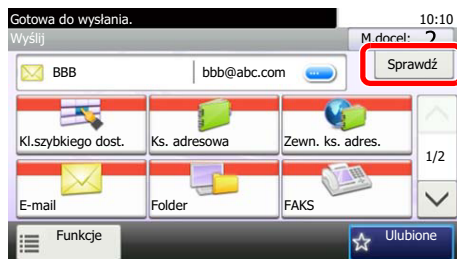 Gotowa do wysłania.
10:10
Wyślij
M.docel: 2
BBB
bbb@abc.com
Sprawdź
Kl.szybkiego dost.
Ks. adresowa
Zewn. ks. adres.
1/2
E-mail
Folder
FAKS
Funkcje
Ulubione